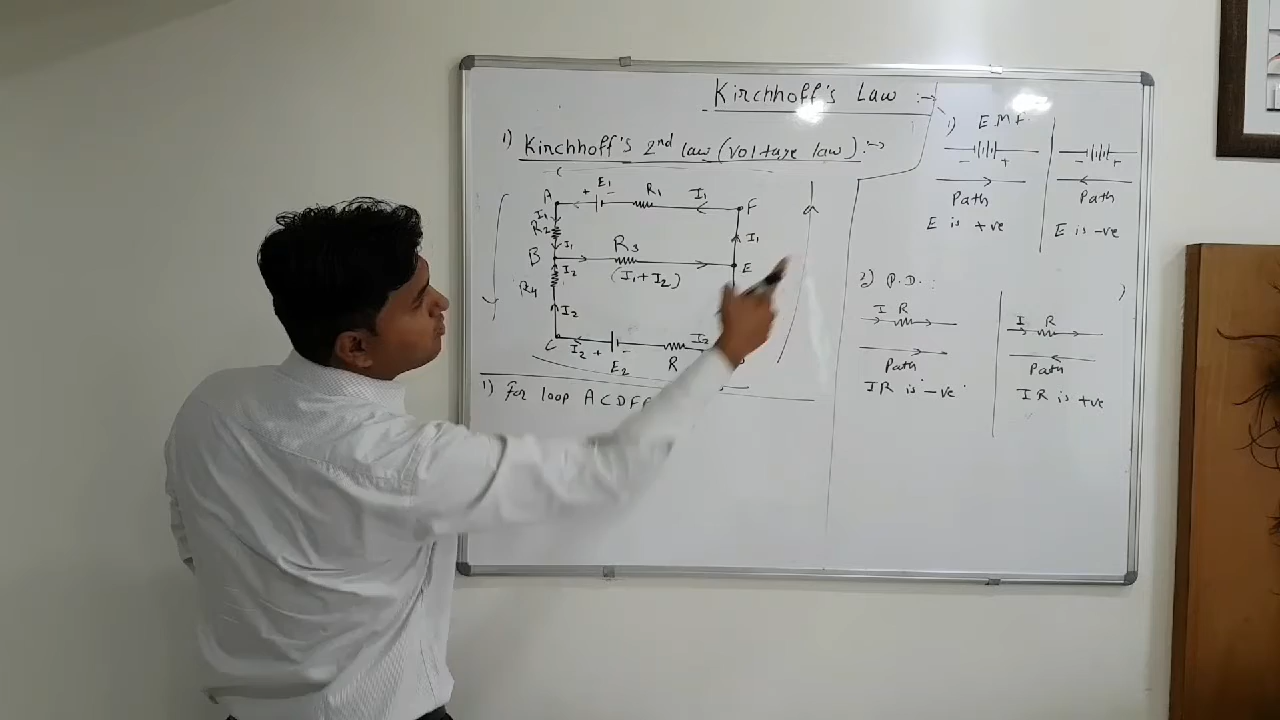 Kirchhoff's Law :→
1) Kirchhoff's 2nd law (voltage law) :→
A
+ E1 −
R1
I1
F
I1
R2
I1
B
I1
R3
E
I2
(I1 + I2)
R4
I2
C
I2
+ −
E2
R
I2
1) For loop ACDF
1) E.M.F.
− + − +
Path Path
E is +ve E is -ve
2) P.D. :
I R I R
Path Path
IR is -ve IR is +ve